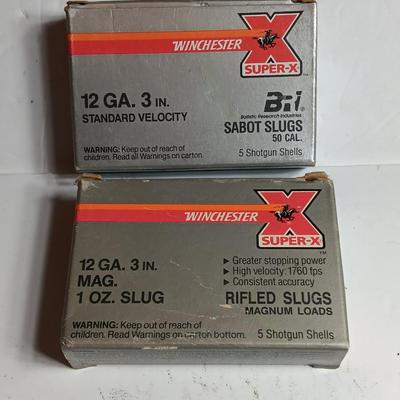 WINCHESTER
X
SUPER-X
12 GA. 3 IN.
STANDARD VELOCITY
BRI
Ballistic Research Industries
SABOT SLUGS
50 CAL.
WARNING: Keep out of reach of
children. Read all Warnings on carton.
5 Shotgun Shells
WINCHESTER
X
SUPER-X
TM
12 GA. 3 IN.
MAG.
1 OZ. SLUG
Greater stopping power
High velocity: 1760 fps
Consistent accuracy
RIFLED SLUGS
MAGNUM LOADS
WARNING: Keep out of reach of
children. Read Warnings on carton bottom.
5 Shotgun Shells